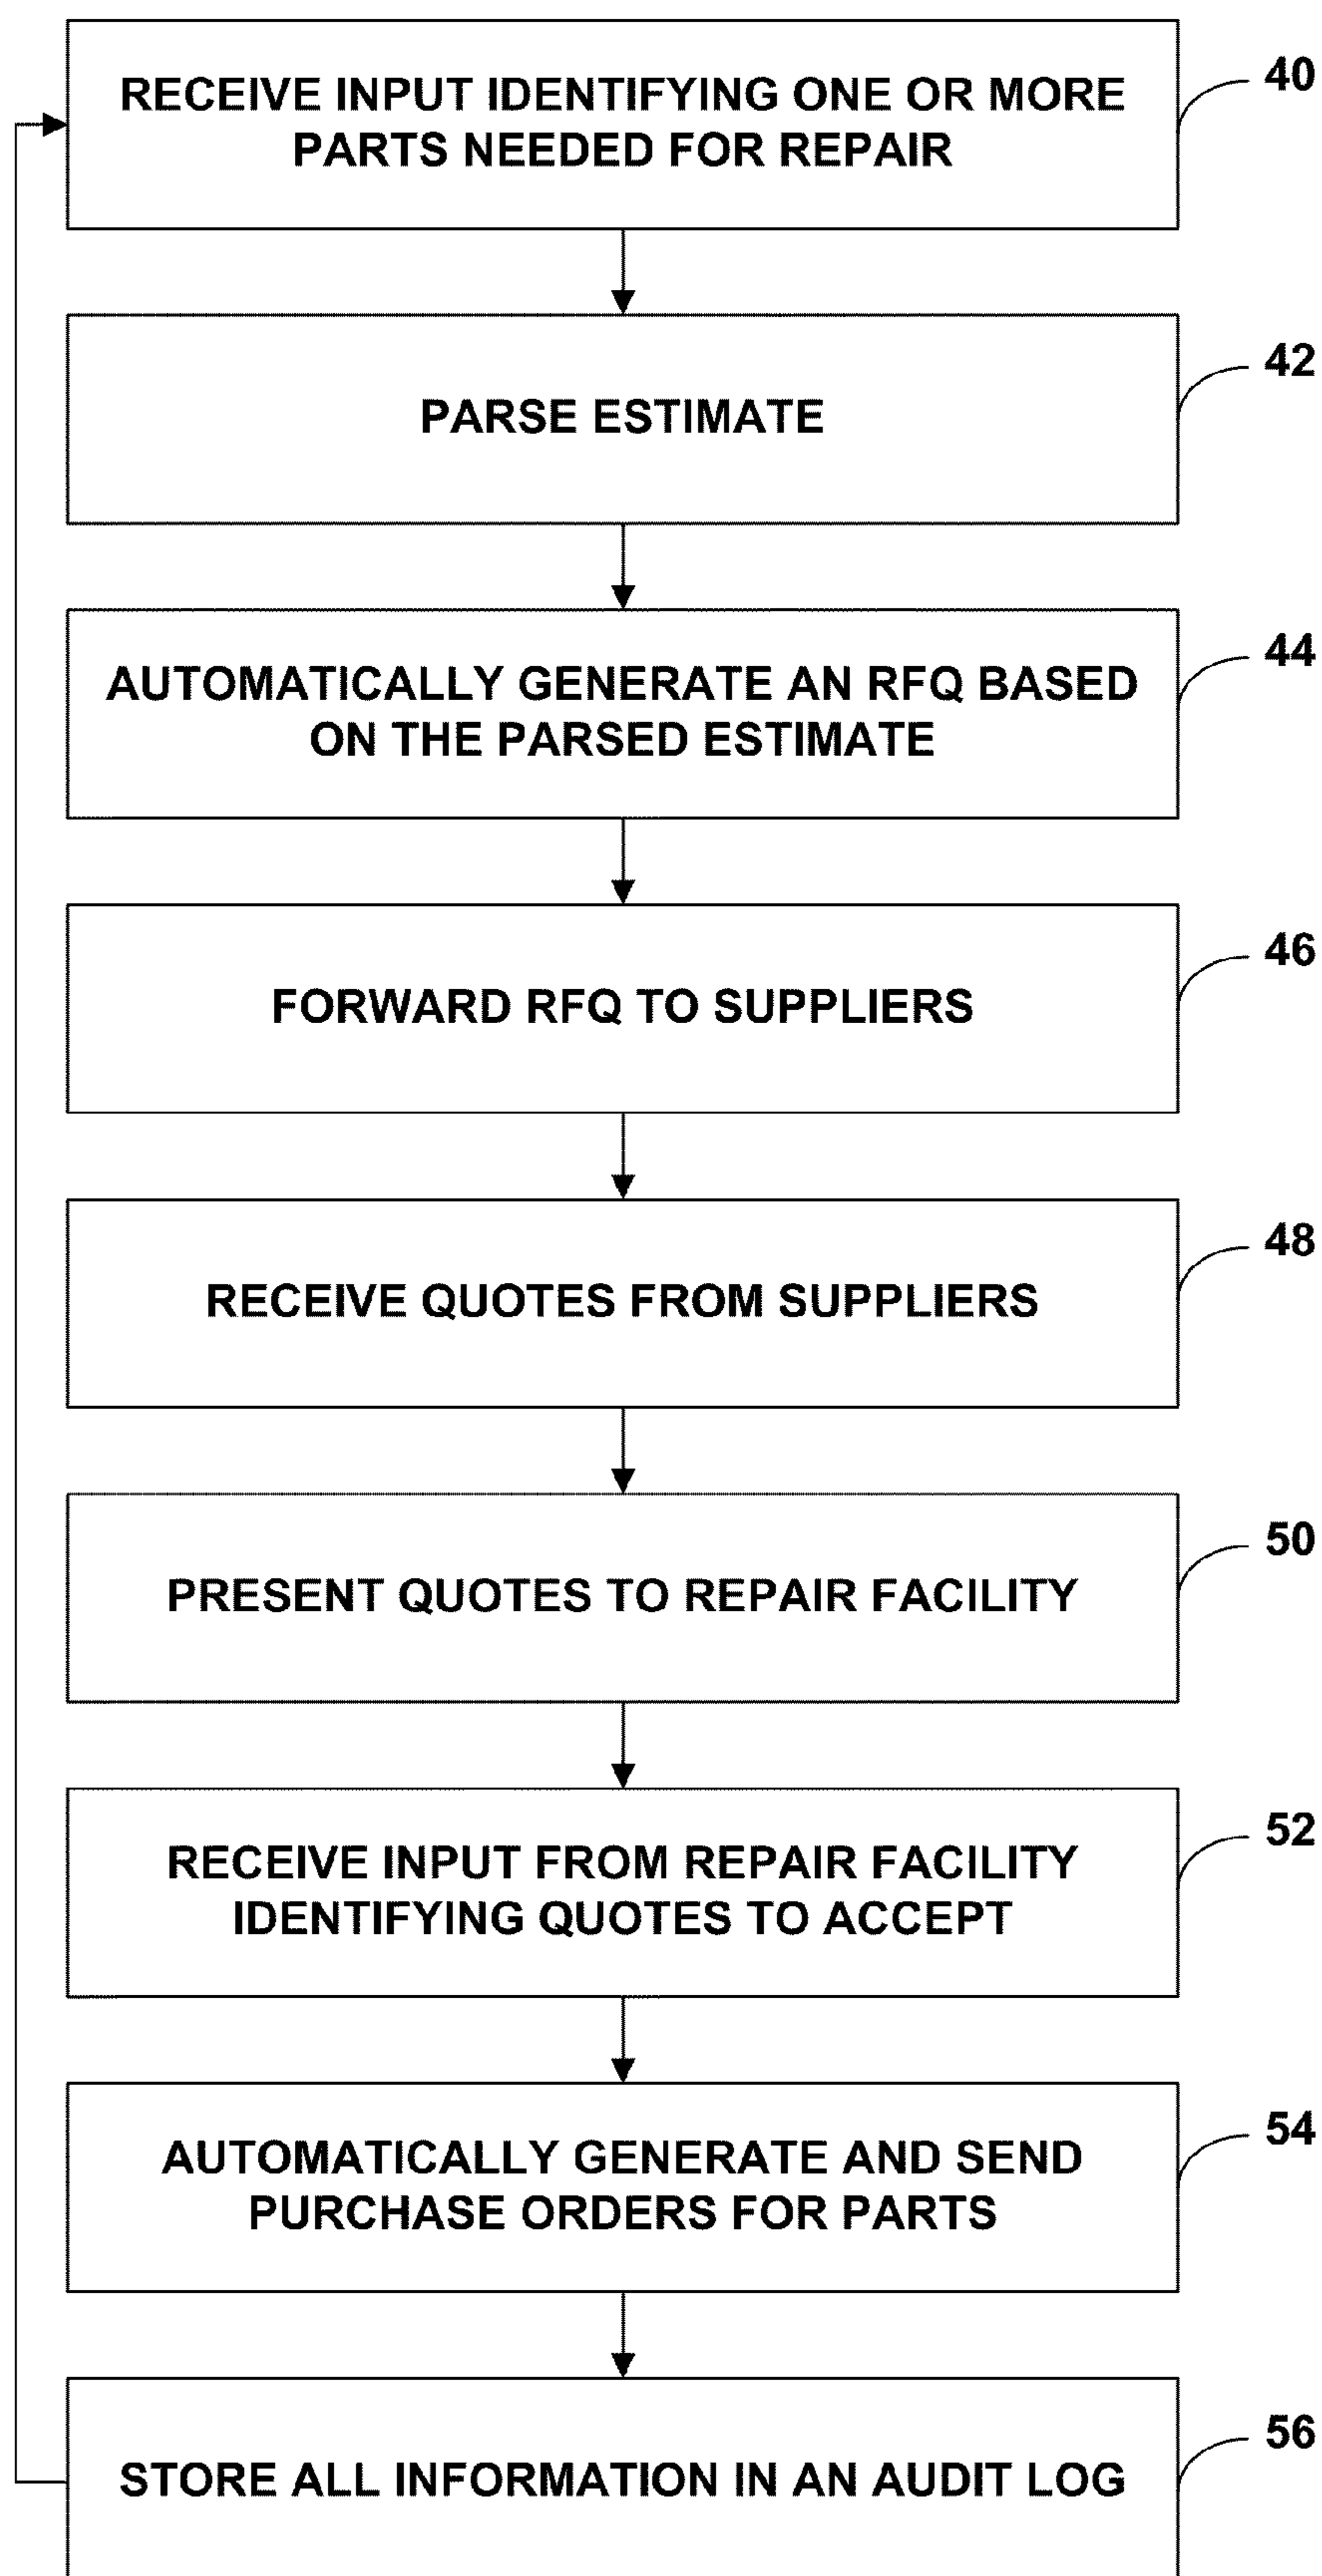 RECEIVE INPUT IDENTIFYING ONE OR MORE
PARTS NEEDED FOR REPAIR
40
PARSE ESTIMATE
42
AUTOMATICALLY GENERATE AN RFQ BASED
ON THE PARSED ESTIMATE
44
FORWARD RFQ TO SUPPLIERS
46
RECEIVE QUOTES FROM SUPPLIERS
48
PRESENT QUOTES TO REPAIR FACILITY
50
RECEIVE INPUT FROM REPAIR FACILITY
IDENTIFYING QUOTES TO ACCEPT
52
AUTOMATICALLY GENERATE AND SEND
PURCHASE ORDERS FOR PARTS
54
STORE ALL INFORMATION IN AN AUDIT LOG
56